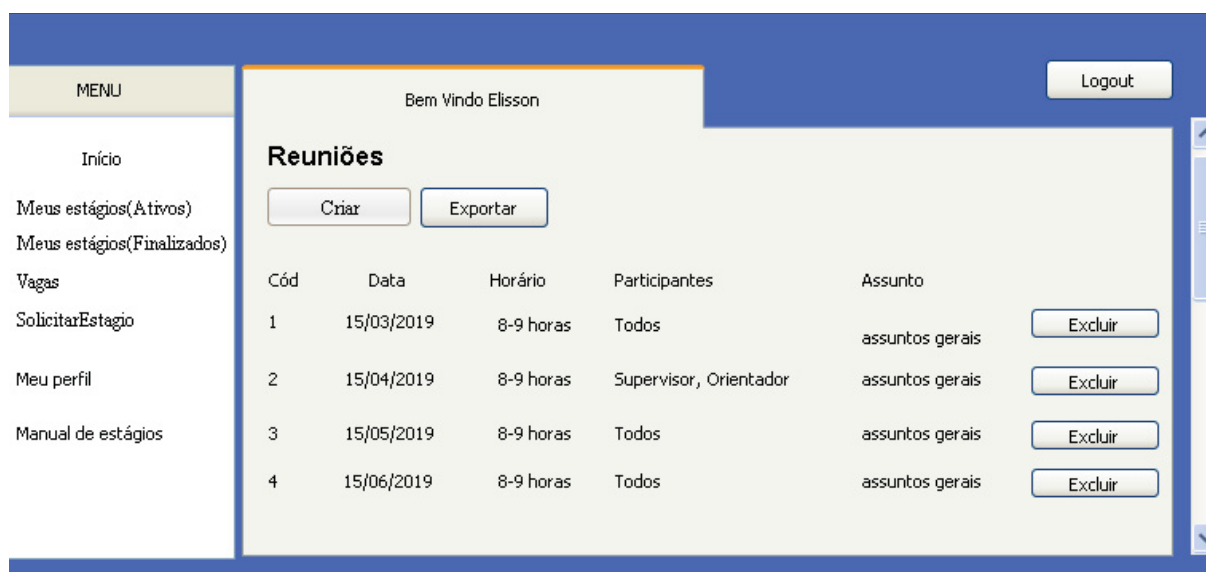 MENU
Bem Vindo Elisson
Logout
Início
Meus estágios(Ativos)
Meus estágios(Finalizados)
Vagas
SolicitarEstagio
Meu perfil
Manual de estágios
Reuniões
Criar Exportar
Cód Data Horário Participantes Assunto
1 15/03/2019 8-9 horas Todos assuntos gerais Excluir
2 15/04/2019 8-9 horas Supervisor, Orientador assuntos gerais Excluir
3 15/05/2019 8-9 horas Todos assuntos gerais Excluir
4 15/06/2019 8-9 horas Todos assuntos gerais Excluir